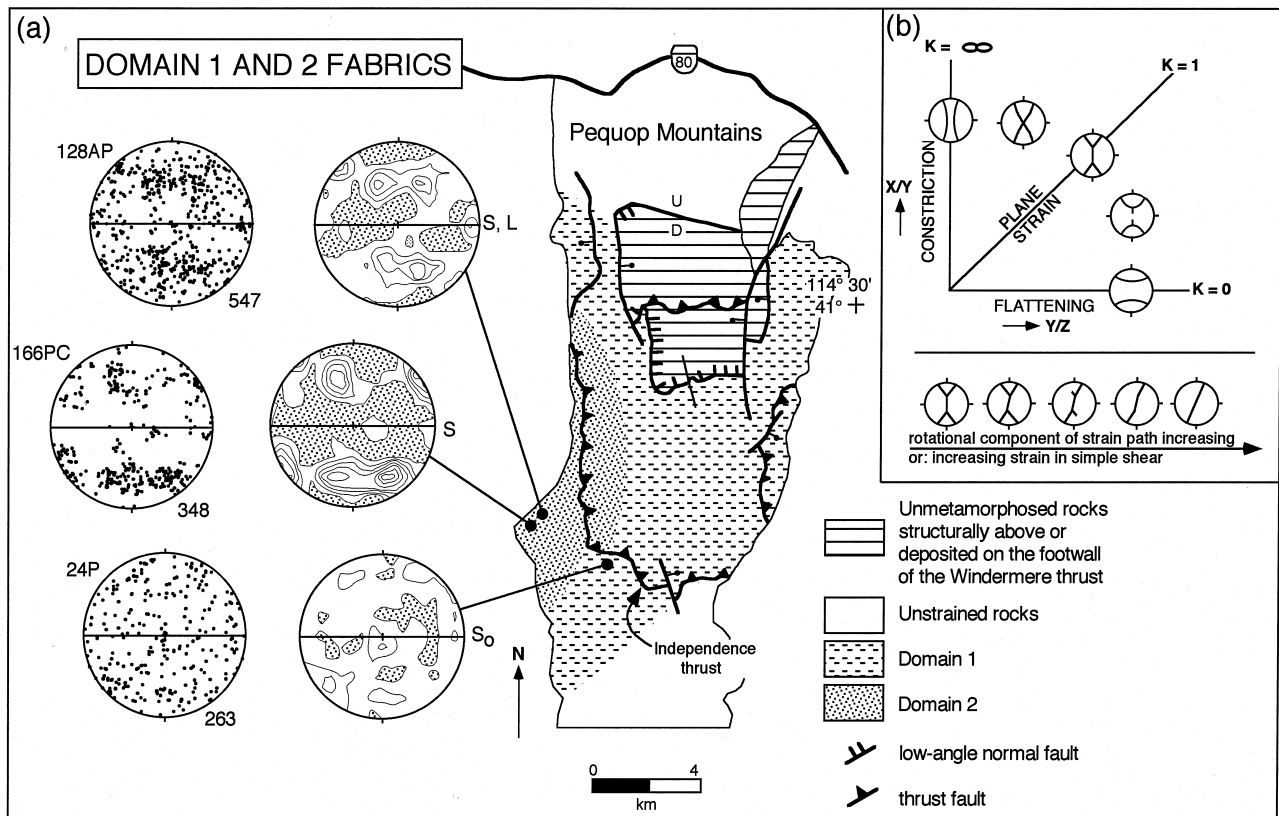 (a)
DOMAIN 1 AND 2 FABRICS
80
Pequop Mountains
128AP
547
S, L
166PC
348
S
24P
263
So
U
D
114° 30'
41°
Independence
thrust
N
0 4
km
(b)
K = ∞
K = 1
X/Y
CONSTRICTION
PLANE
STRAIN
K = 0
FLATTENING
Y/Z
rotational component of strain path increasing
or: increasing strain in simple shear
Unmetamorphosed rocks
structurally above or
deposited on the footwall
of the Windermere thrust
Unstrained rocks
Domain 1
Domain 2
low-angle normal fault
thrust fault